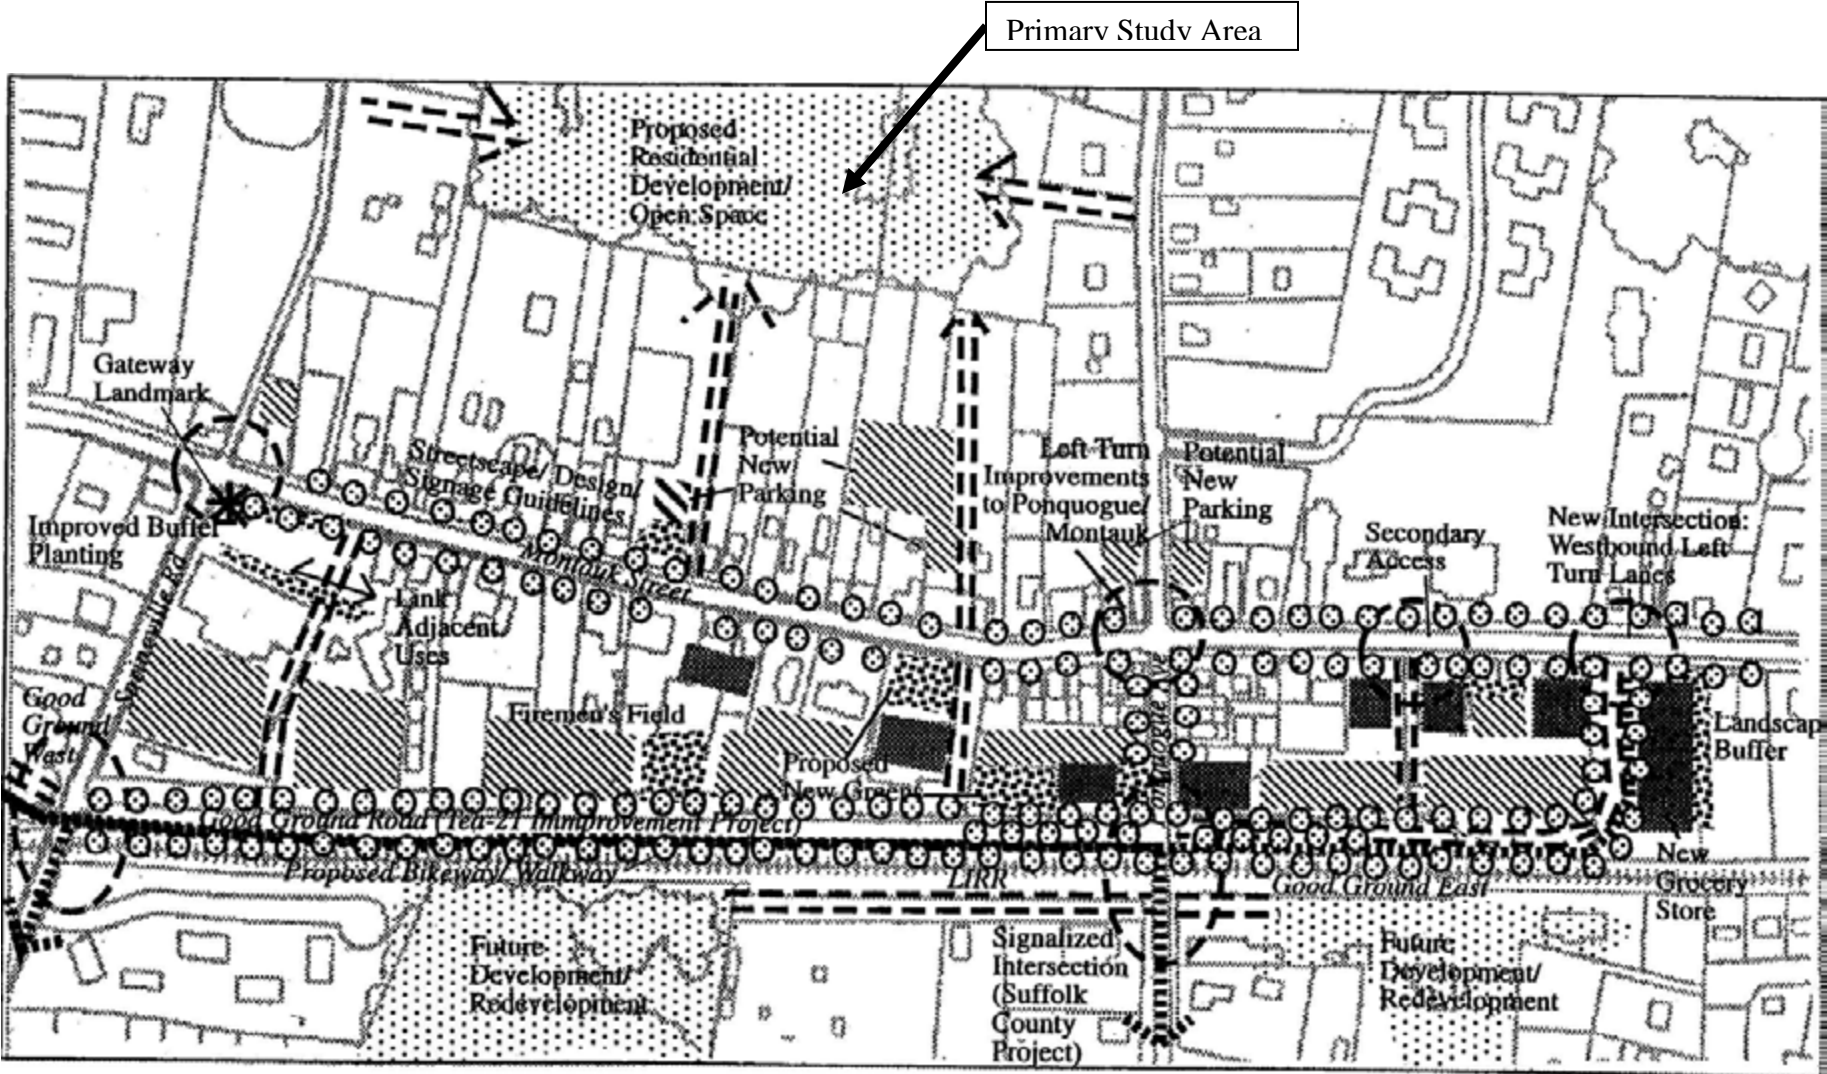 Primary Study Area
Proposed
Residential
Development/
Open Space
Gateway
Landmark
Streetscape/ Design/
Signage Guidelines
Potential
New
Parking
Left Turn
Improvements
to Ponquogue/
Montauk
Potential
New
Parking
Secondary
Access
New Intersection:
Westbound Left
Turn Lanes
Improved Buffer
Planting
Montauk Street
Link
Adjacent
Uses
Good
Ground
West
Firemen's Field
Proposed
New Greens
Landscap
Buffer
Good Ground Road (Tea-21 Immprovement Project)
Proposed Bikeway/ Walkway
LIRR
Good Ground East
New
Grocery
Store
Future
Development/
Redevelopment
Signalized
Intersection
(Suffolk
County
Project)
Future
Development/
Redevelopment